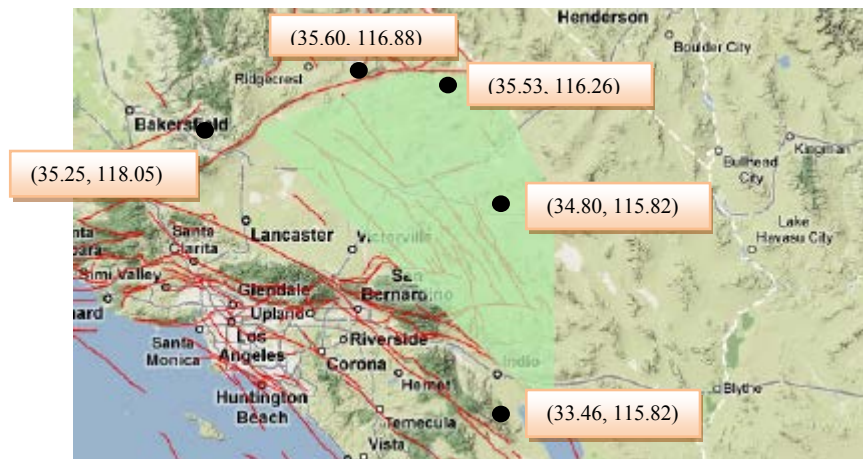 Henderson
(35.60, 116.88)
Boulder City
Ridgecrest
(35.53, 116.26)
Bakersfield
Kingman
Bullhead
City
(35.25, 118.05)
(34.80, 115.82)
Lake
Havasu City
Santa
Clarita
Lancaster
Victorville
Simi Valley
San
Bernardino
Glendale
Upland
Santa
Monica
Los
Angeles
Riverside
Corona
Indio
Hemet
Blythe
Huntington
Beach
Temecula
(33.46, 115.82)
Vista